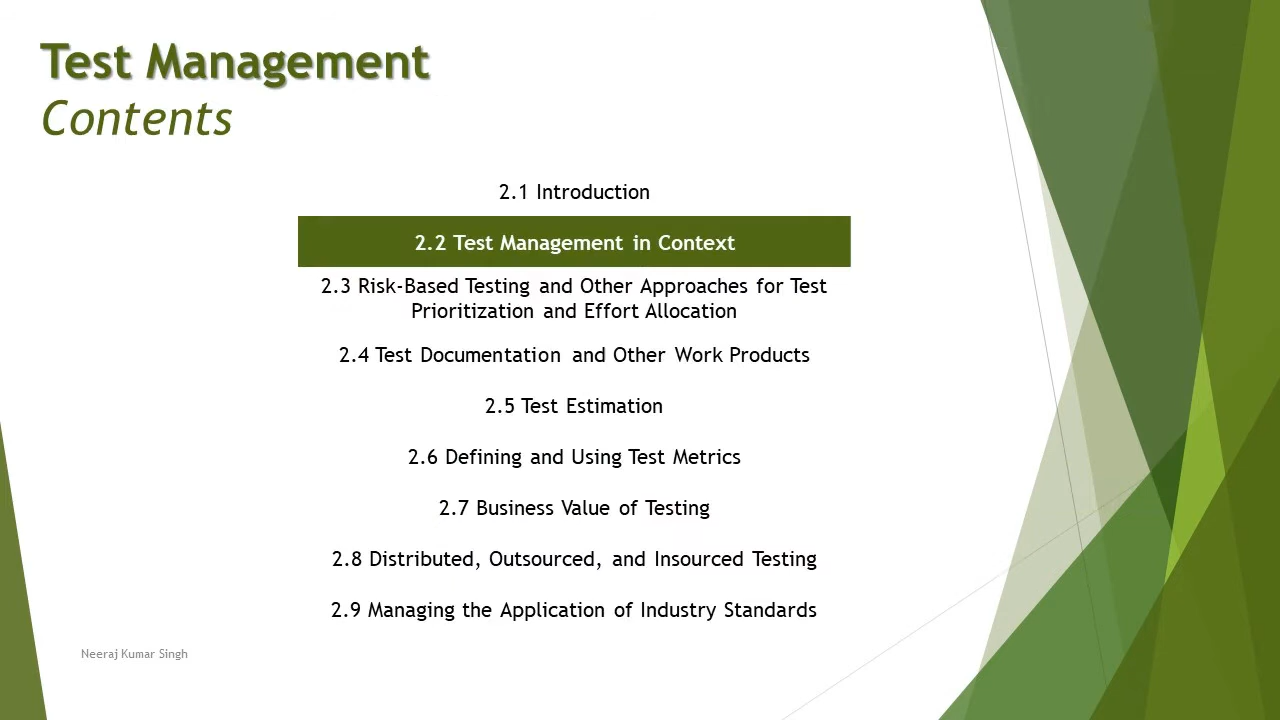 Test Management
Contents
2.1 Introduction
2.2 Test Management in Context
2.3 Risk-Based Testing and Other Approaches for Test
Prioritization and Effort Allocation
2.4 Test Documentation and Other Work Products
2.5 Test Estimation
2.6 Defining and Using Test Metrics
2.7 Business Value of Testing
2.8 Distributed, Outsourced, and Insourced Testing
2.9 Managing the Application of Industry Standards
Neeraj Kumar Singh